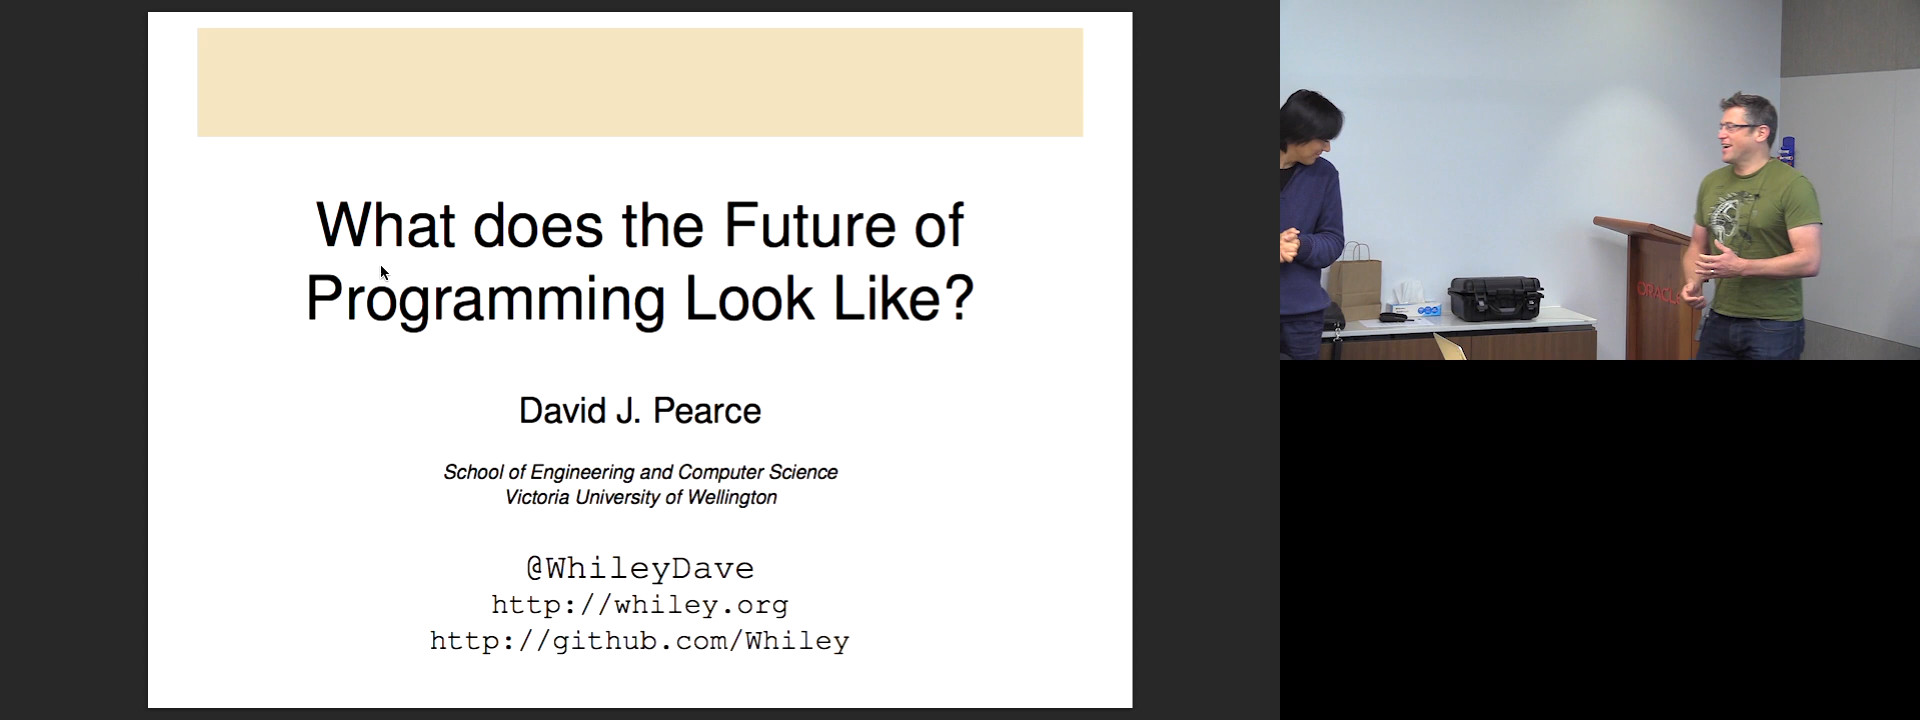 What does the Future of
Programming Look Like?
David J. Pearce
School of Engineering and Computer Science
Victoria University of Wellington
@WhileyDave
http://whiley.org
http://github.com/Whiley
ORACLE